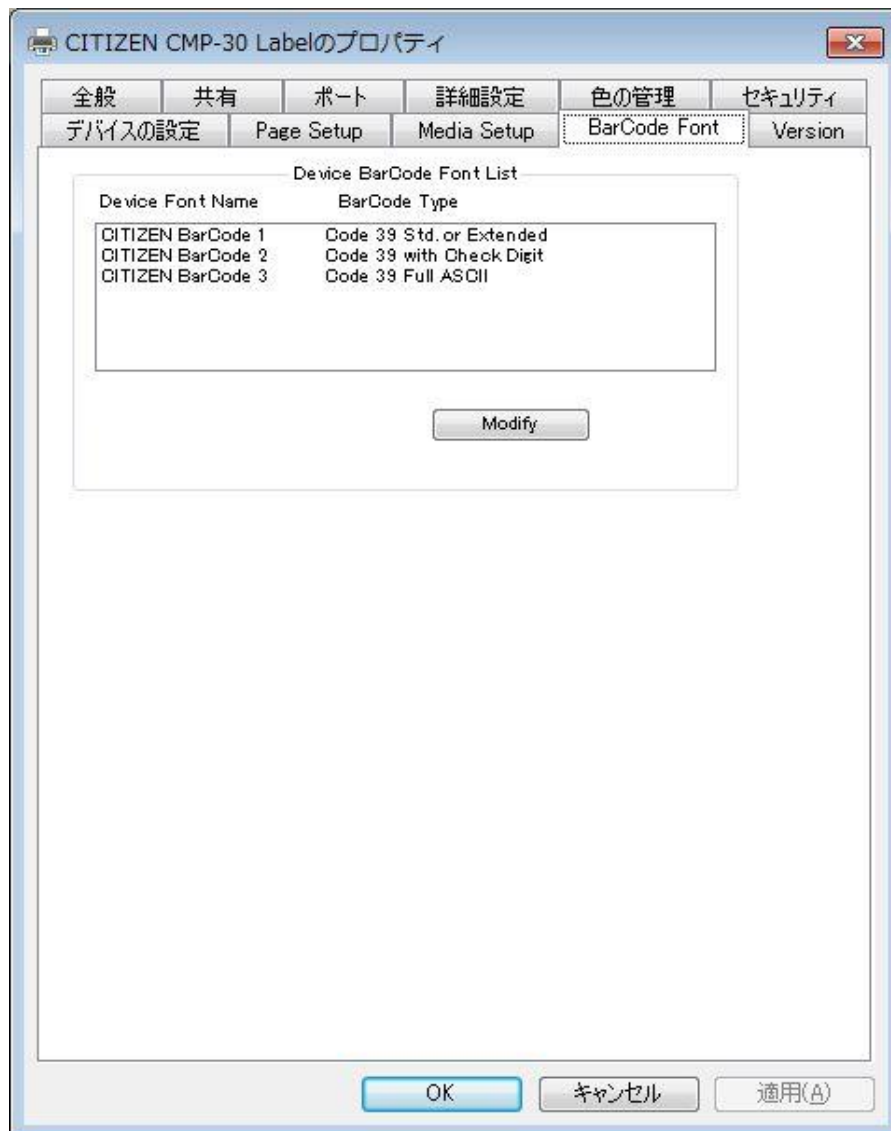 CITIZEN CMP-30 Labelのプロパティ
全般 共有 ポート 詳細設定 色の管理 セキュリティ
デバイスの設定 Page Setup Media Setup BarCode Font Version
Device BarCode Font List
Device Font Name BarCode Type
CITIZEN BarCode 1 Code 39 Std. or Extended
CITIZEN BarCode 2 Code 39 with Check Digit
CITIZEN BarCode 3 Code 39 Full ASCII
Modify
OK キャンセル 適用(A)